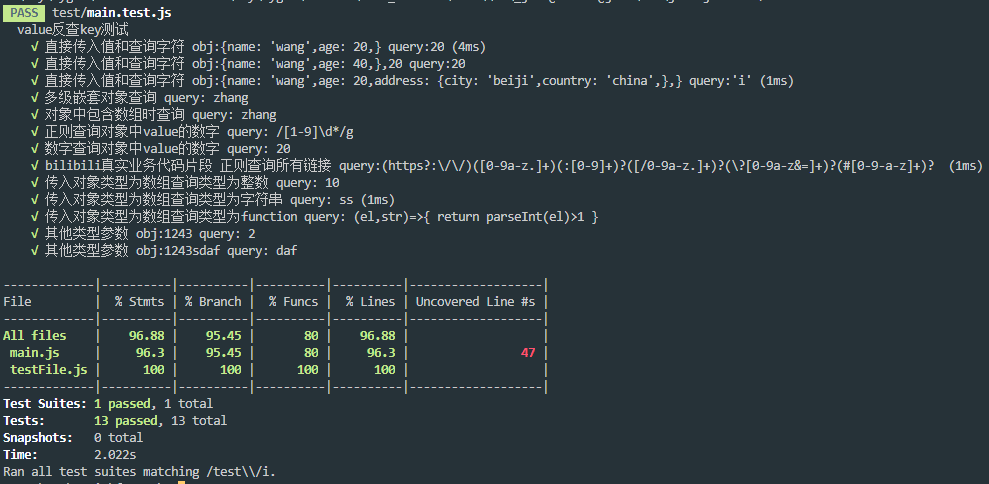 PASS test/main.test.js
value反查key测试
√ 直接传入值和查询字符 obj:{name: 'wang',age: 20,} query:20 (4ms)
√ 直接传入值和查询字符 obj:{name: 'wang',age: 40,},20 query:20
√ 直接传入值和查询字符 obj:{name: 'wang',age: 20,address: {city: 'beiji',country: 'china',},} query:'i' (1ms)
√ 多级嵌套对象查询 query: zhang
√ 对象中包含数组时查询 query: zhang
√ 正则查询对象中value的数字 query: /[1-9]\d*/g
√ 数字查询对象中value的数字 query: 20
√ bilibili真实业务代码片段 正则查询所有链接 query:(https?:\/\/)([0-9a-z.]+)(:[0-9]+)?([/0-9a-z.]+)?(\?[0-9a-z&=]+)?(#[0-9-a-z]+)? (1ms)
√ 传入对象类型为数组查询类型为整数 query: 10
√ 传入对象类型为数组查询类型为字符串 query: ss (1ms)
√ 传入对象类型为数组查询类型为function query: (el,str)=>{ return parseInt(el)>1 }
√ 其他类型参数 obj:1243 query: 2
√ 其他类型参数 obj:1243sdaf query: daf
-------------|----------|----------|----------|----------|-------------------|
File | % Stmts | % Branch | % Funcs | % Lines | Uncovered Line #s |
-------------|----------|----------|----------|----------|-------------------|
All files | 96.88 | 95.45 | 80 | 96.88 | |
main.js | 96.3 | 95.45 | 80 | 96.3 | 47 |
testFile.js | 100 | 100 | 100 | 100 | |
-------------|----------|----------|----------|----------|-------------------|
Test Suites: 1 passed, 1 total
Tests: 13 passed, 13 total
Snapshots: 0 total
Time: 2.022s
Ran all test suites matching /test\\/i.